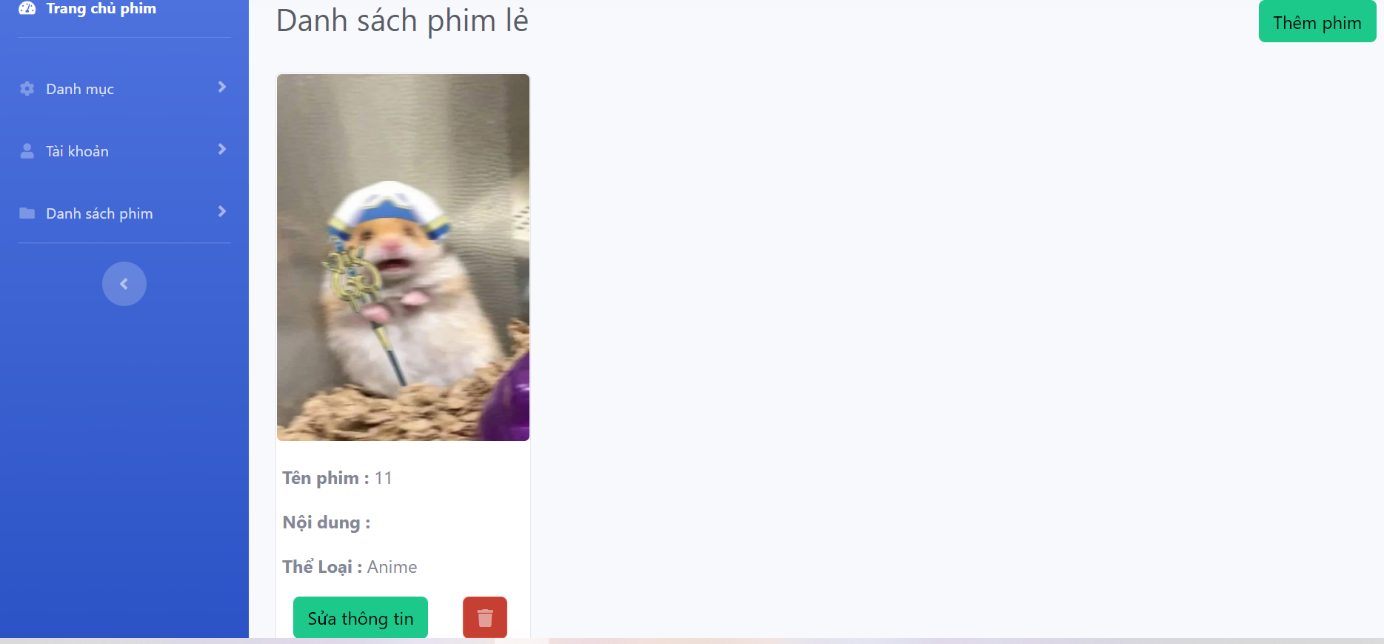 Trang chủ phim
Danh mục
Tài khoản
Danh sách phim
Danh sách phim lẻ
Thêm phim
Tên phim : 11
Nội dung :
Thể Loại : Anime
Sửa thông tin